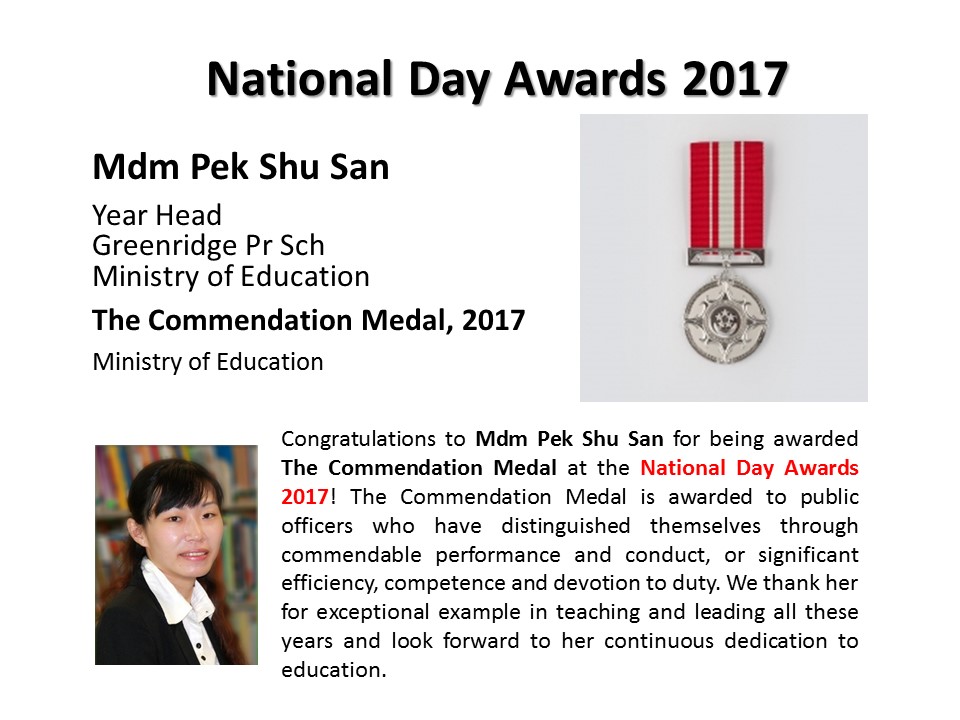 National Day Awards 2017
Mdm Pek Shu San
Year Head
Greenridge Pr Sch
Ministry of Education
The Commendation Medal, 2017
Ministry of Education
Congratulations to Mdm Pek Shu San for being awarded
The Commendation Medal at the National Day Awards
2017! The Commendation Medal is awarded to public
officers who have distinguished themselves through
commendable performance and conduct, or significant
efficiency, competence and devotion to duty. We thank her
for exceptional example in teaching and leading all these
years and look forward to her continuous dedication to
education.